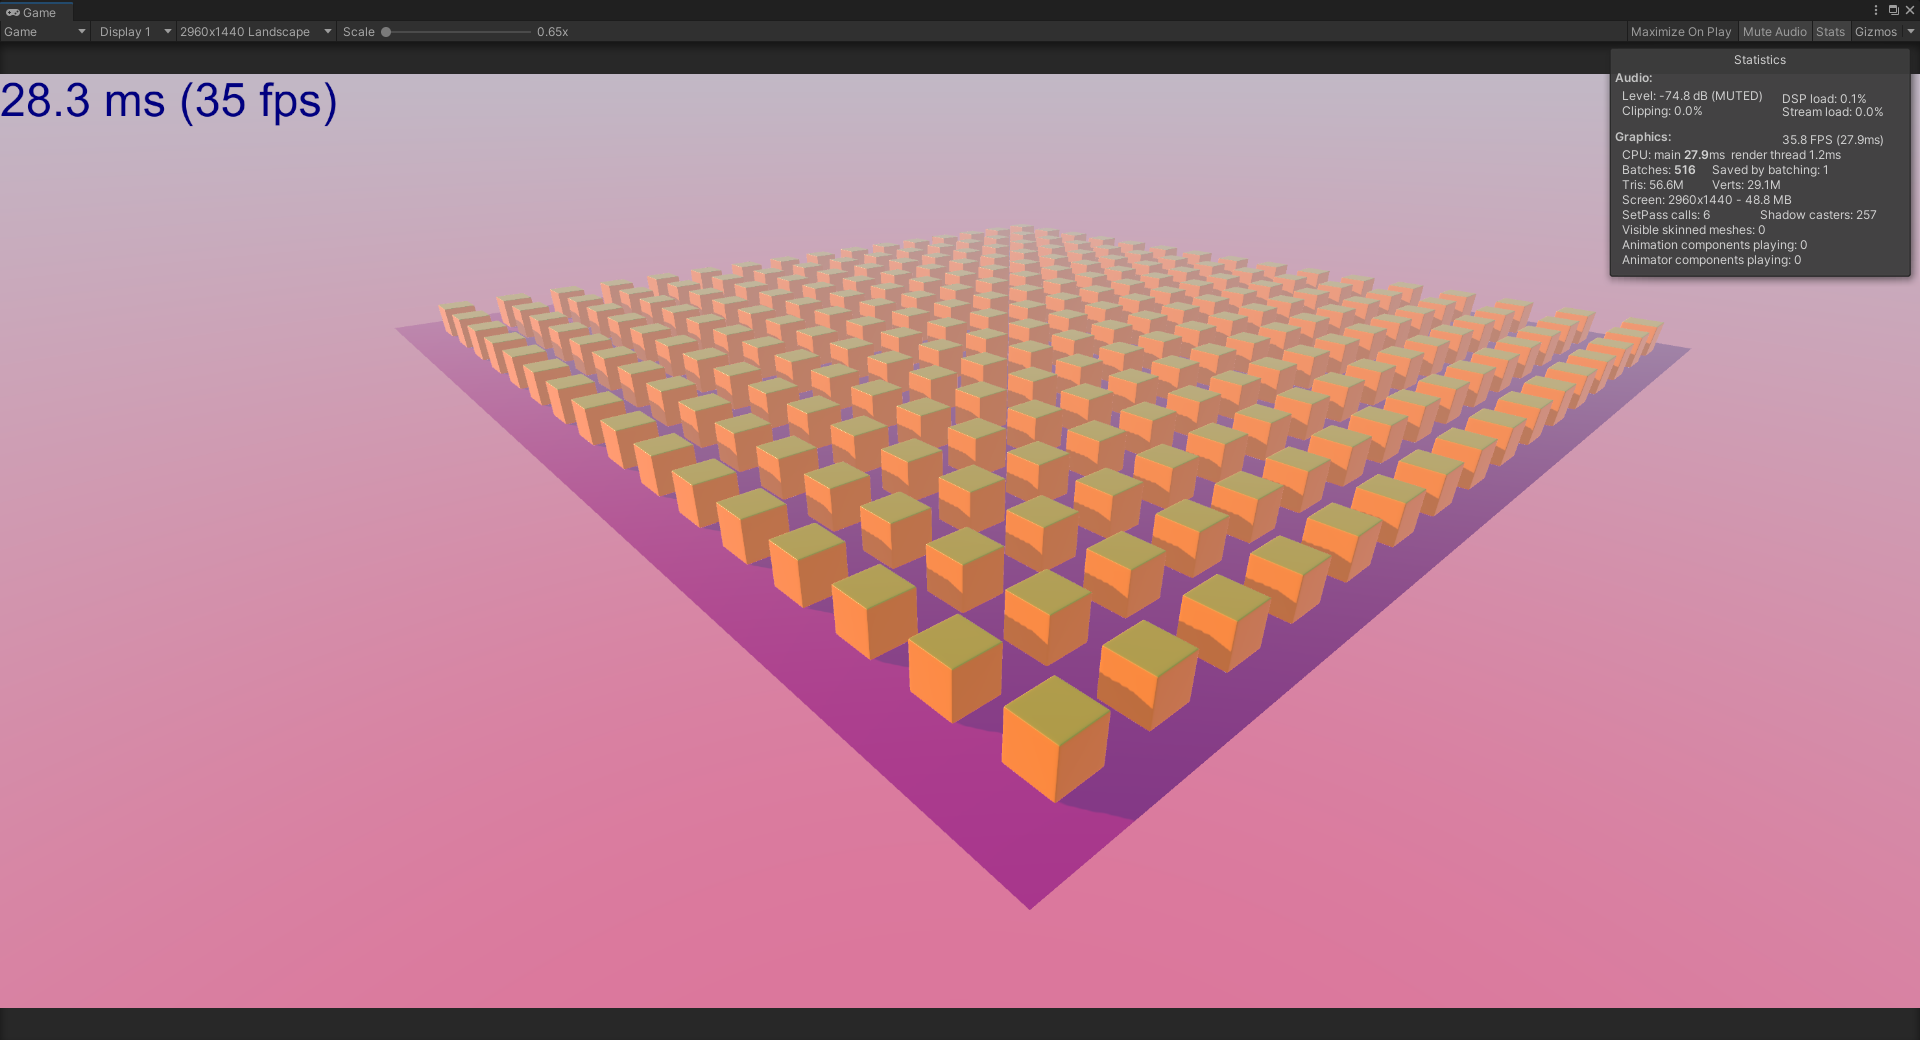 Game
Game Display 1 2960x1440 Landscape Scale 0.65x Maximize On Play Mute Audio Stats Gizmos
28.3 ms (35 fps)
Statistics
Audio:
Level: -74.8 dB (MUTED) DSP load: 0.1%
Clipping: 0.0% Stream load: 0.0%
Graphics: 35.8 FPS (27.9ms)
CPU: main 27.9ms render thread 1.2ms
Batches: 516 Saved by batching: 1
Tris: 56.6M Verts: 29.1M
Screen: 2960x1440 - 48.8 MB
SetPass calls: 6 Shadow casters: 257
Visible skinned meshes: 0
Animation components playing: 0
Animator components playing: 0